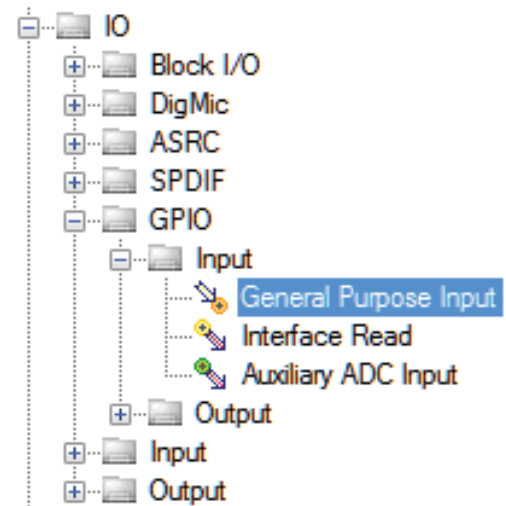 IO
Block I/O
DigMic
ASRC
SPDIF
GPIO
Input
General Purpose Input
Interface Read
Auxiliary ADC Input
Output
Input
Output